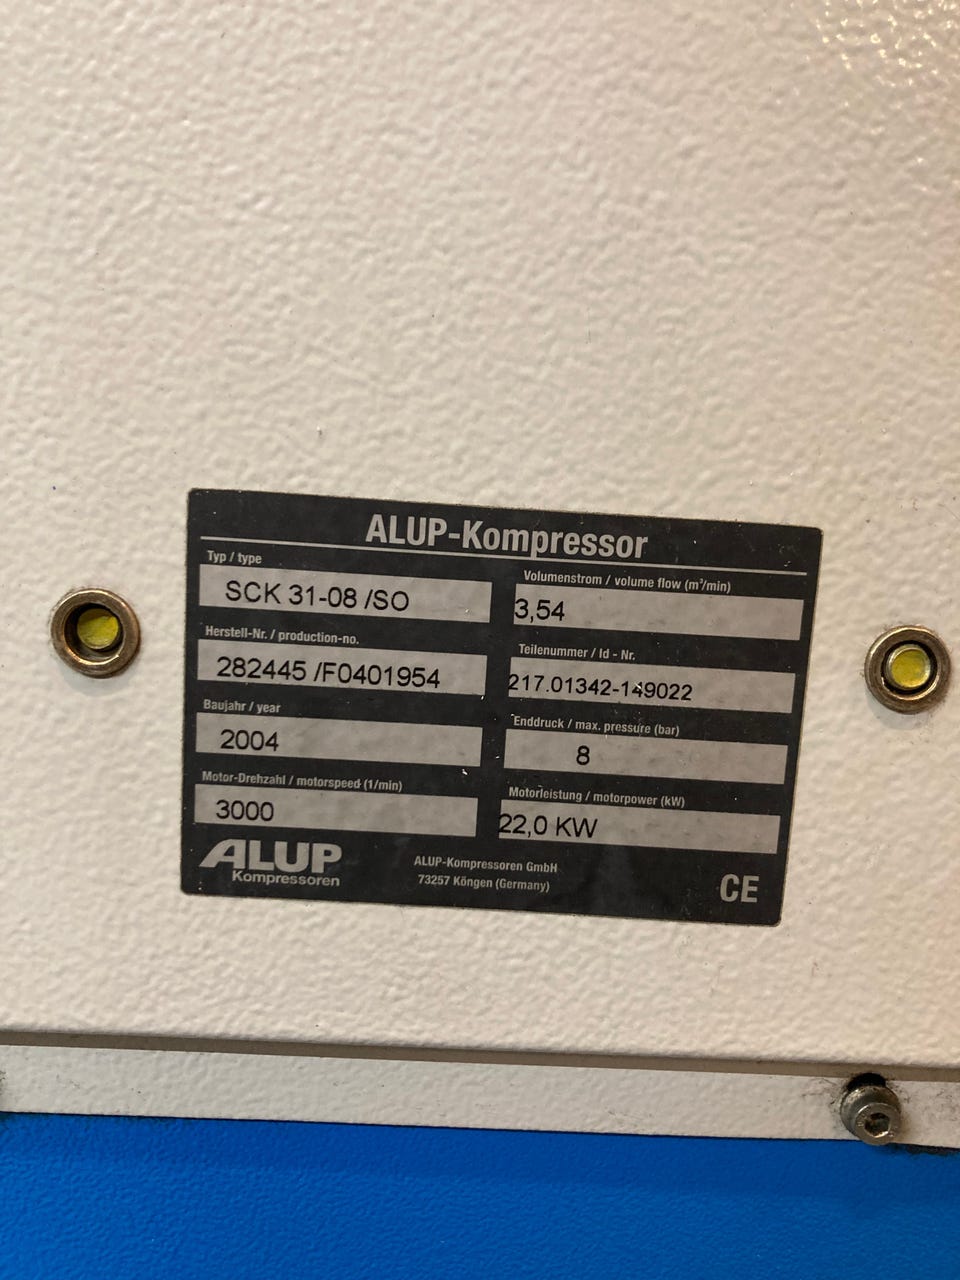 ALUP-Kompressor
Typ / type
SCK 31-08 /SO
Herstell-Nr. / production-no.
282445 /F0401954
Baujahr / year
2004
Motor-Drehzahl / motorspeed (1/min)
3000
Volumenstrom / volume flow (m³/min)
3,54
Teilenummer / Id - Nr.
217.01342-149022
Enddruck / max. pressure (bar)
8
Motorleistung / motorpower (kW)
22,0 KW
ALUP
Kompressoren
ALUP-Kompressoren GmbH
73257 Köngen (Germany)
CE